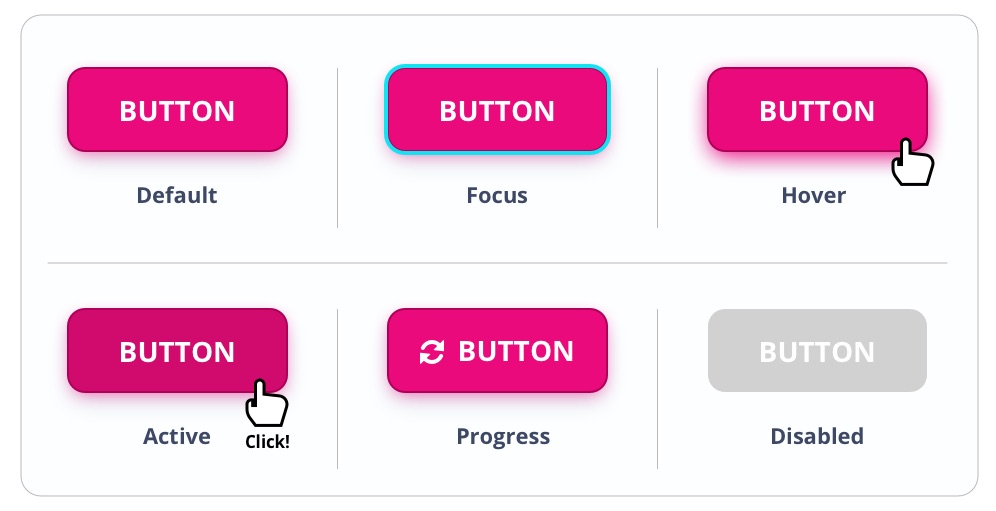 BUTTON
BUTTON
BUTTON
Default
Focus
Hover
BUTTON
BUTTON
BUTTON
Active
Click!
Progress
Disabled